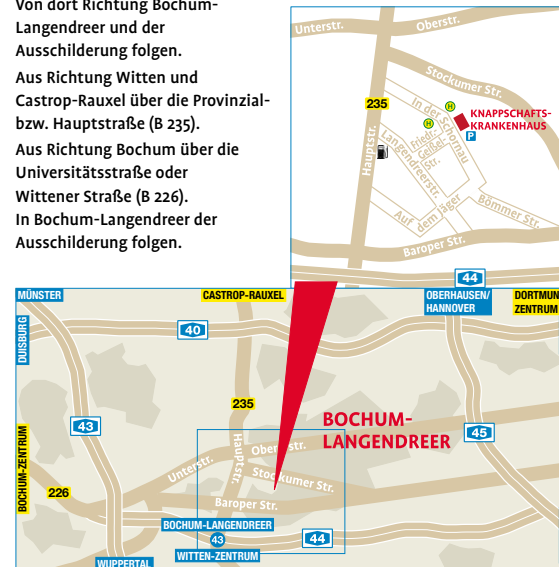 Von dort Richtung Bochum-
Langendreer und der
Ausschilderung folgen.
Aus Richtung Witten und
Castrop-Rauxel über die Provinzial-
bzw. Hauptstraße (B 235).
Aus Richtung Bochum über die
Universitätsstraße oder
Wittener Straße (B 226).
In Bochum-Langendreer der
Ausschilderung folgen.
Unterstr.
Oberstr.
Stockumer Str.
235
H
In der Schornau
KNAPPSCHAFTS-
KRANKENHAUS
H
P
Friedr.-
Geißel-
Str.
Hauptstr.
Langendreerstr.
Auf dem Jäger
Bömmer Str.
Baroper Str.
44
MÜNSTER
CASTROP-RAUXEL
OBERHAUSEN/
HANNOVER
DORTMUN
ZENTRUM
DUISBURG
40
43
235
BOCHUM-
LANGENDREER
45
BOCHUM-ZENTRUM
Hauptstr.
Oberstr.
Unterstr.
Stockumer Str.
226
Baroper Str.
BOCHUM-LANGENDREER
43
44
WITTEN-ZENTRUM
WUPPERTAL